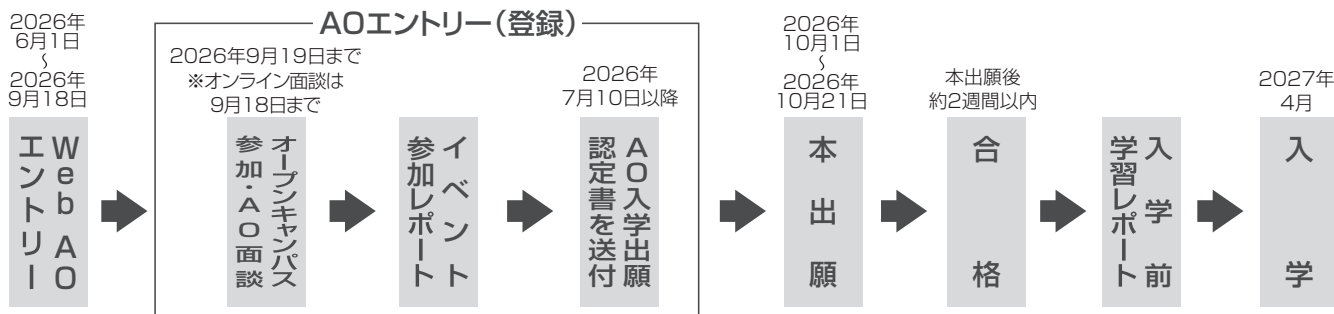 AOエントリー(登録)
2026年
6月1日
〜
2026年
9月18日
Web AO
エントリー
2026年9月19日まで
※オンライン面談は
9月18日まで
オープンキャンパス
参加・AO面談
イベント
参加レポート
2026年
7月10日以降
AO入学出願
認定書を送付
2026年
10月1日
〜
2026年
10月21日
本出願
本出願後
約2週間以内
合格
入学前
学習レポート
2027年
4月
入学